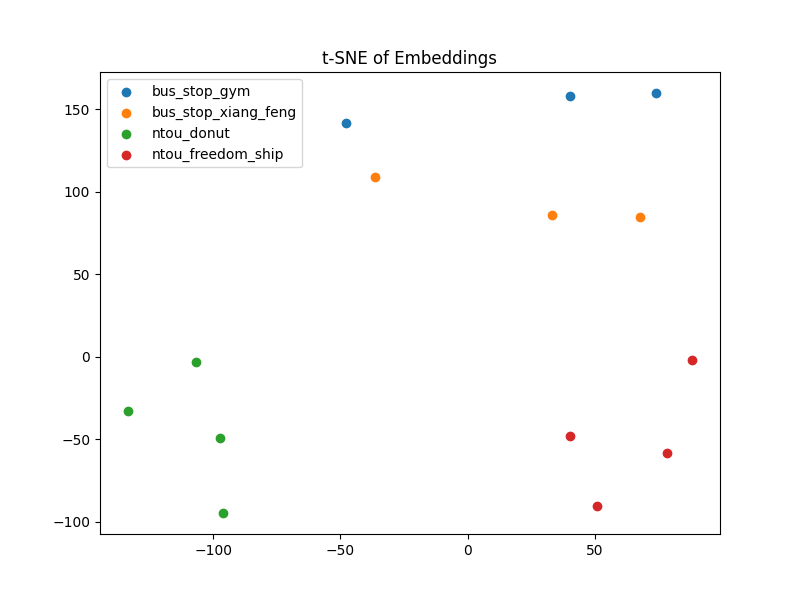 t-SNE of Embeddings
bus_stop_gym
bus_stop_xiang_feng
ntou_donut
ntou_freedom_ship
150
100
50
0
−50
−100
−100
−50
0
50